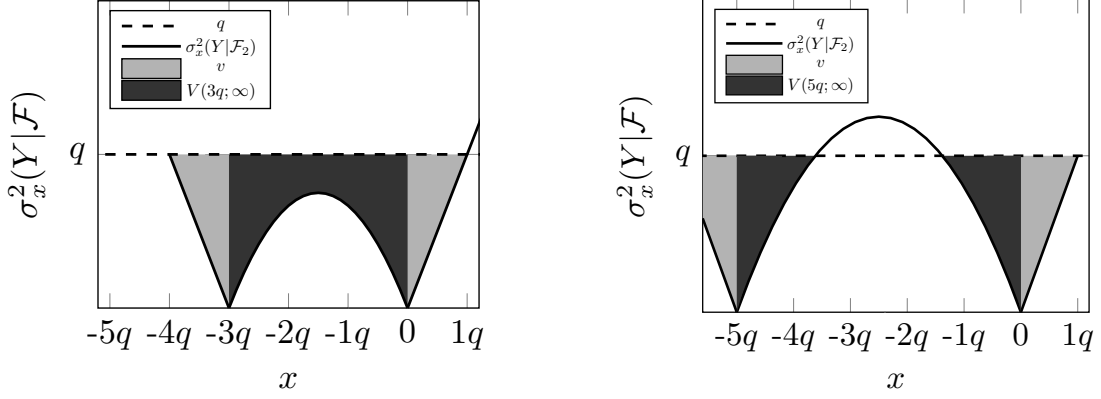 q
σ²ₓ(Y|F₂)
v
V(3q; ∞)
σ²ₓ(Y|F)
q
-5q -4q -3q -2q -1q 0 1q
x
q
σ²ₓ(Y|F₂)
v
V(5q; ∞)
σ²ₓ(Y|F)
q
-5q -4q -3q -2q -1q 0 1q
x